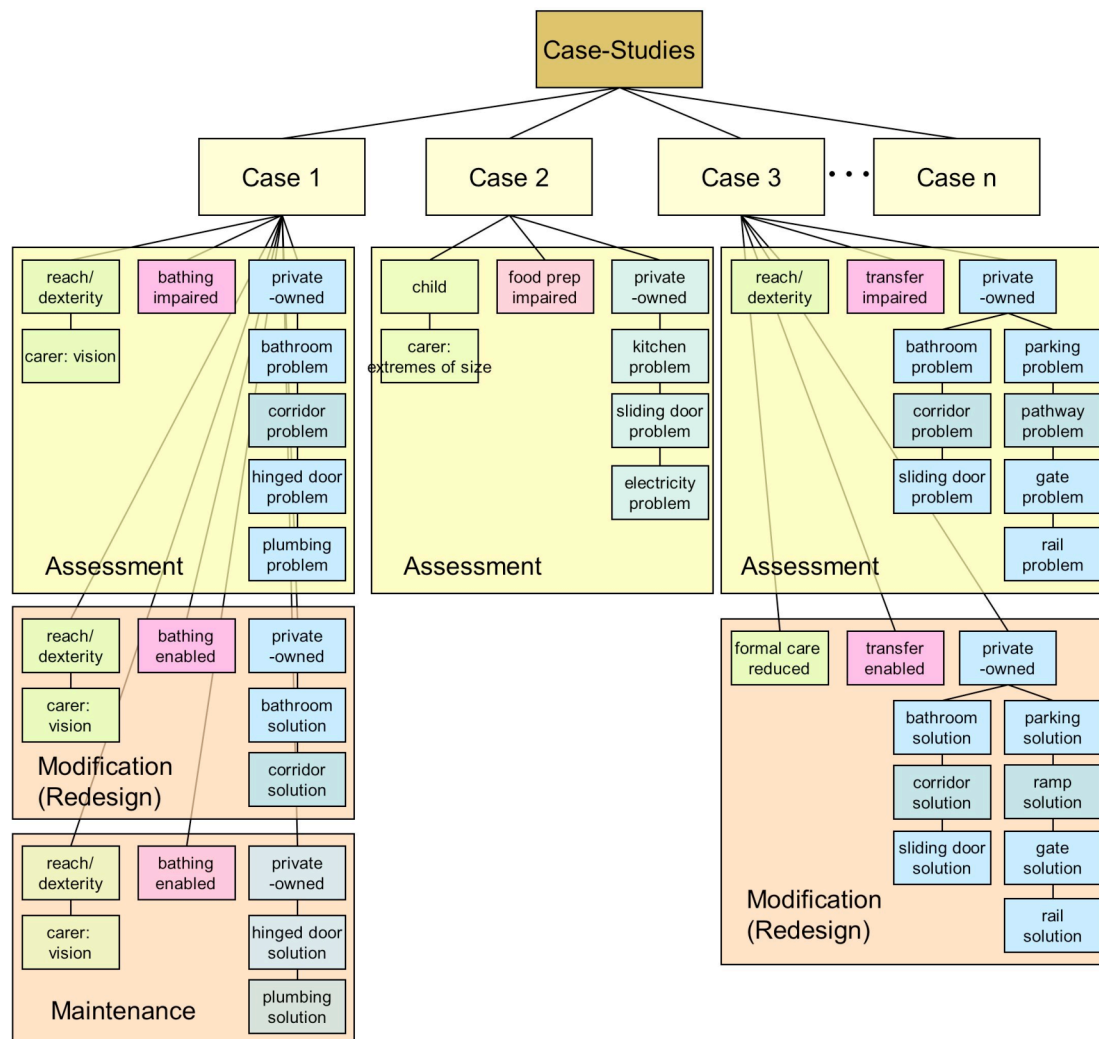 Case-Studies
Case 1
Case 2
Case 3
• • •
Case n
reach/
dexterity
carer: vision
bathing
impaired
private
-owned
bathroom
problem
corridor
problem
hinged door
problem
plumbing
problem
Assessment
child
carer:
extremes of size
food prep
impaired
private
-owned
kitchen
problem
sliding door
problem
electricity
problem
Assessment
reach/
dexterity
transfer
impaired
private
-owned
bathroom
problem
corridor
problem
sliding door
problem
parking
problem
pathway
problem
gate
problem
rail
problem
Assessment
reach/
dexterity
carer:
vision
bathing
enabled
private
-owned
bathroom
solution
corridor
solution
Modification
(Redesign)
formal care
reduced
transfer
enabled
private
-owned
bathroom
solution
corridor
solution
sliding door
solution
parking
solution
ramp
solution
gate
solution
rail
solution
Modification
(Redesign)
reach/
dexterity
carer:
vision
bathing
enabled
private
-owned
hinged door
solution
plumbing
solution
Maintenance